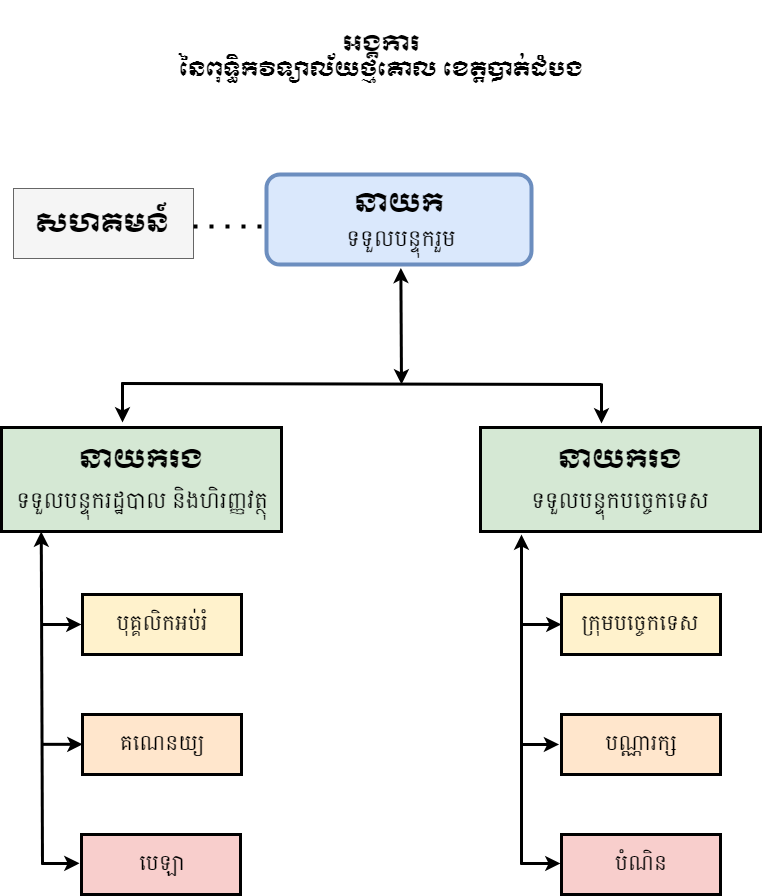 អង្គការ
នៃពុទ្ធិកវិទ្យាល័យថ្មគោល ខេត្តបាត់ដំបង
សហគមន៍
នាយក
ទទួលបន្ទុករួម
នាយករង
ទទួលបន្ទុករដ្ឋបាល និងហិរញ្ញវត្ថុ
នាយករង
ទទួលបន្ទុកបច្ចេកទេស
បុគ្គលិកអប់រំ
ក្រុមបច្ចេកទេស
គណេនយ្យ
បណ្ណារក្ស
បេឡា
បំណិន